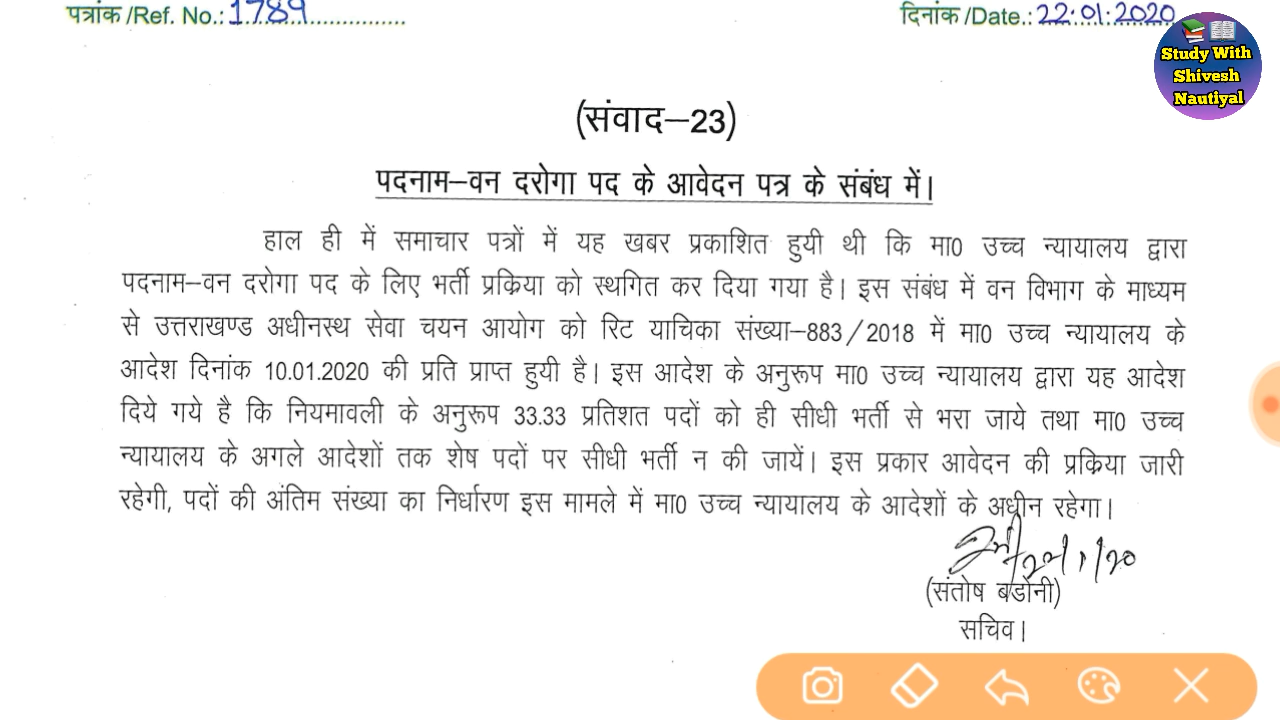 पत्रांक /Ref. No.: 1789
दिनांक /Date.: 22.01.2020
Study With
Shivesh
Nautiyal
(संवाद–23)
पदनाम–वन दरोगा पद के आवेदन पत्र के संबंध में।
हाल ही में समाचार पत्रों में यह खबर प्रकाशित हुयी थी कि मा0 उच्च न्यायालय द्वारा
पदनाम–वन दरोगा पद के लिए भर्ती प्रक्रिया को स्थगित कर दिया गया है। इस संबंध में वन विभाग के माध्यम
से उत्तराखण्ड अधीनस्थ सेवा चयन आयोग को रिट याचिका संख्या–883/2018 में मा0 उच्च न्यायालय के
आदेश दिनांक 10.01.2020 की प्रति प्राप्त हुयी है। इस आदेश के अनुरूप मा0 उच्च न्यायालय द्वारा यह आदेश
दिये गये है कि नियमावली के अनुरूप 33.33 प्रतिशत पदों को ही सीधी भर्ती से भरा जाये तथा मा0 उच्च
न्यायालय के अगले आदेशों तक शेष पदों पर सीधी भर्ती न की जायें। इस प्रकार आवेदन की प्रक्रिया जारी
रहेगी, पदों की अंतिम संख्या का निर्धारण इस मामले में मा0 उच्च न्यायालय के आदेशों के अधीन रहेगा।
22/1/20
(संतोष बडोनी)
सचिव।